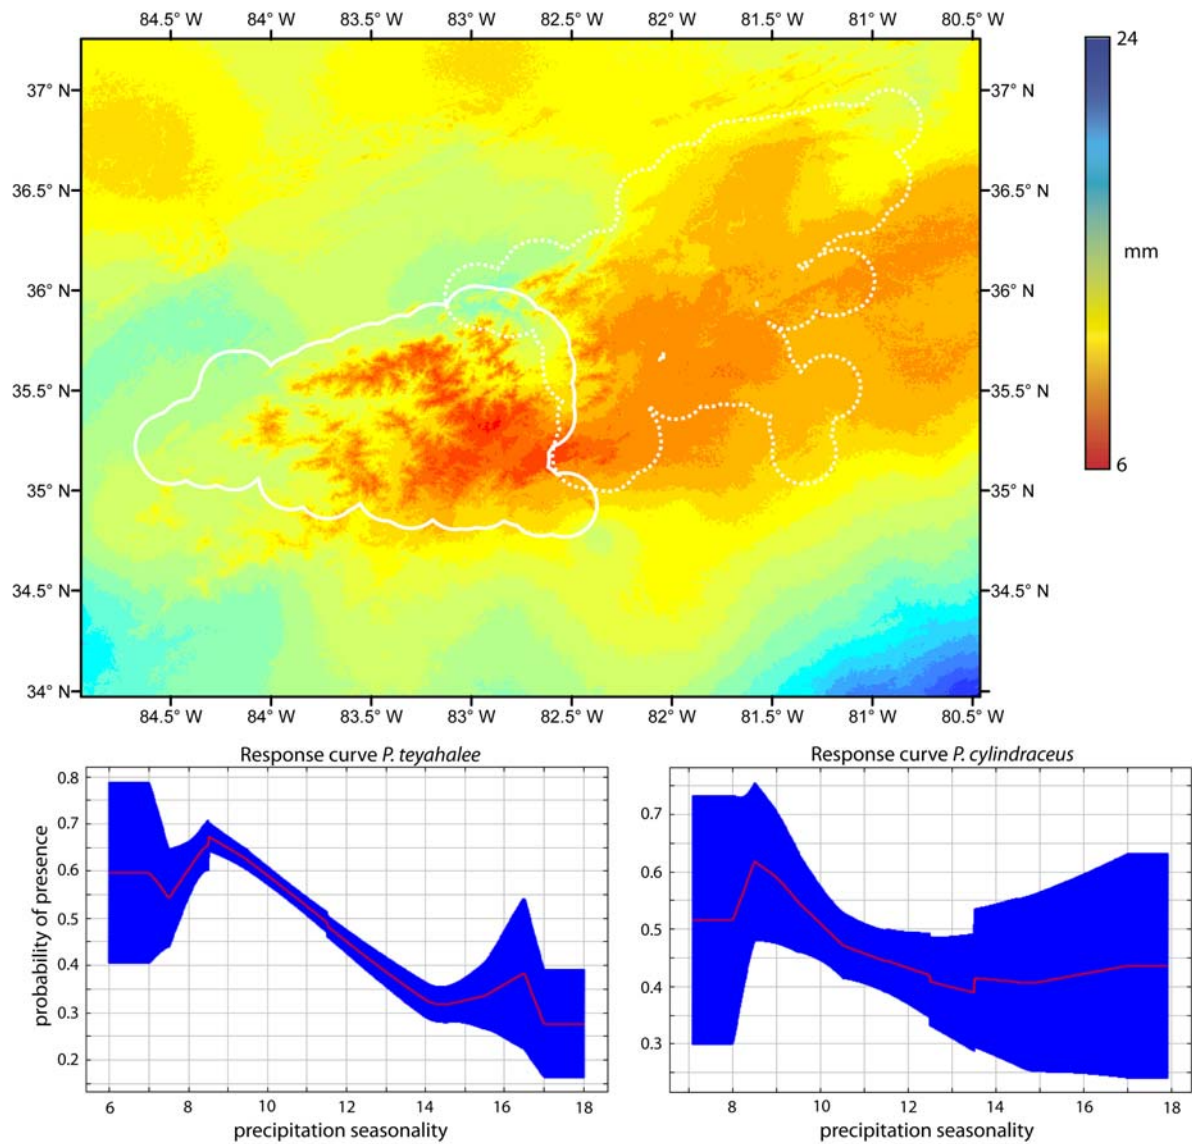 84.5° W 84° W 83.5° W 83° W 82.5° W 82° W 81.5° W 81° W 80.5° W
37° N 37° N
36.5° N 36.5° N
36° N 36° N
35.5° N 35.5° N
35° N 35° N
34.5° N 34.5° N
34° N
24
mm
6
84.5° W 84° W 83.5° W 83° W 82.5° W 82° W 81.5° W 81° W 80.5° W
Response curve P. teyahalee
probability of presence
0.8
0.7
0.6
0.5
0.4
0.3
0.2
6 8 10 12 14 16 18
precipitation seasonality
Response curve P. cylindraceus
0.7
0.6
0.5
0.4
0.3
8 10 12 14 16 18
precipitation seasonality